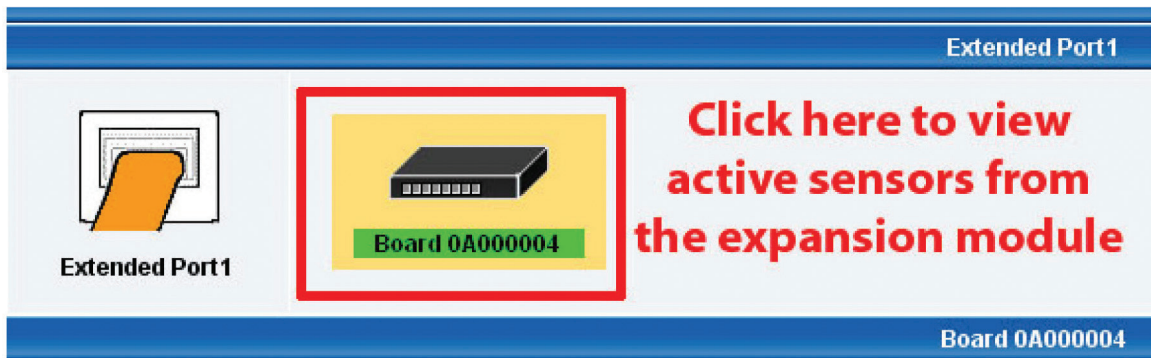 Extended Port1
Click here to view
active sensors from
the expansion module
Board 0A000004
Extended Port1
Board 0A000004